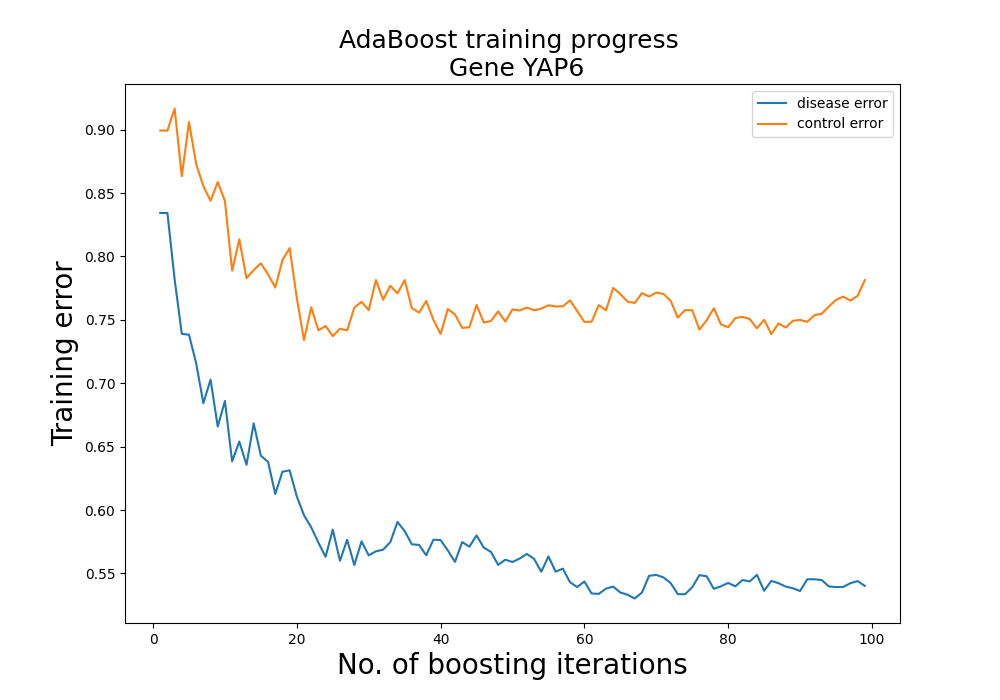 AdaBoost training progress
Gene YAP6
disease error
control error
Training error
0.90
0.85
0.80
0.75
0.70
0.65
0.60
0.55
0
20
40
60
80
100
No. of boosting iterations